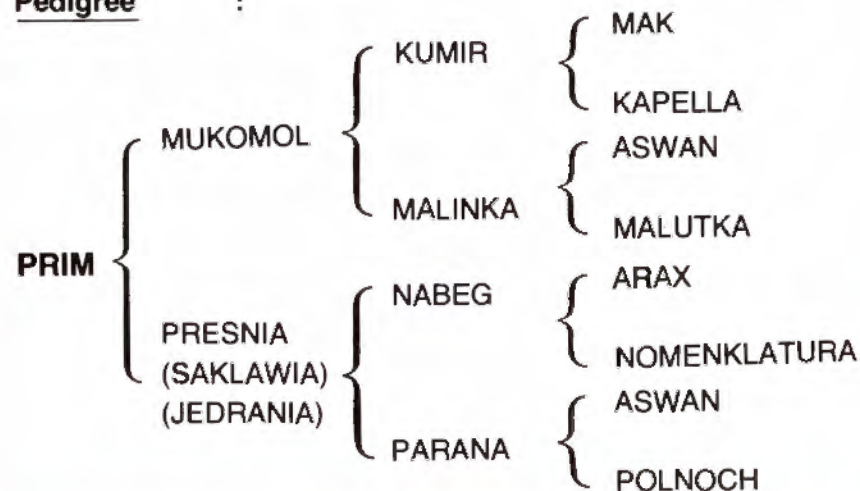 Pedigree :
MAK
KUMIR
KAPELLA
MUKOMOL
ASWAN
MALINKA
MALUTKA
PRIM
ARAX
NABEG
PRESNIA
(SAKLAWIA)
(JEDRANIA)
NOMENKLATURA
ASWAN
PARANA
POLNOCH